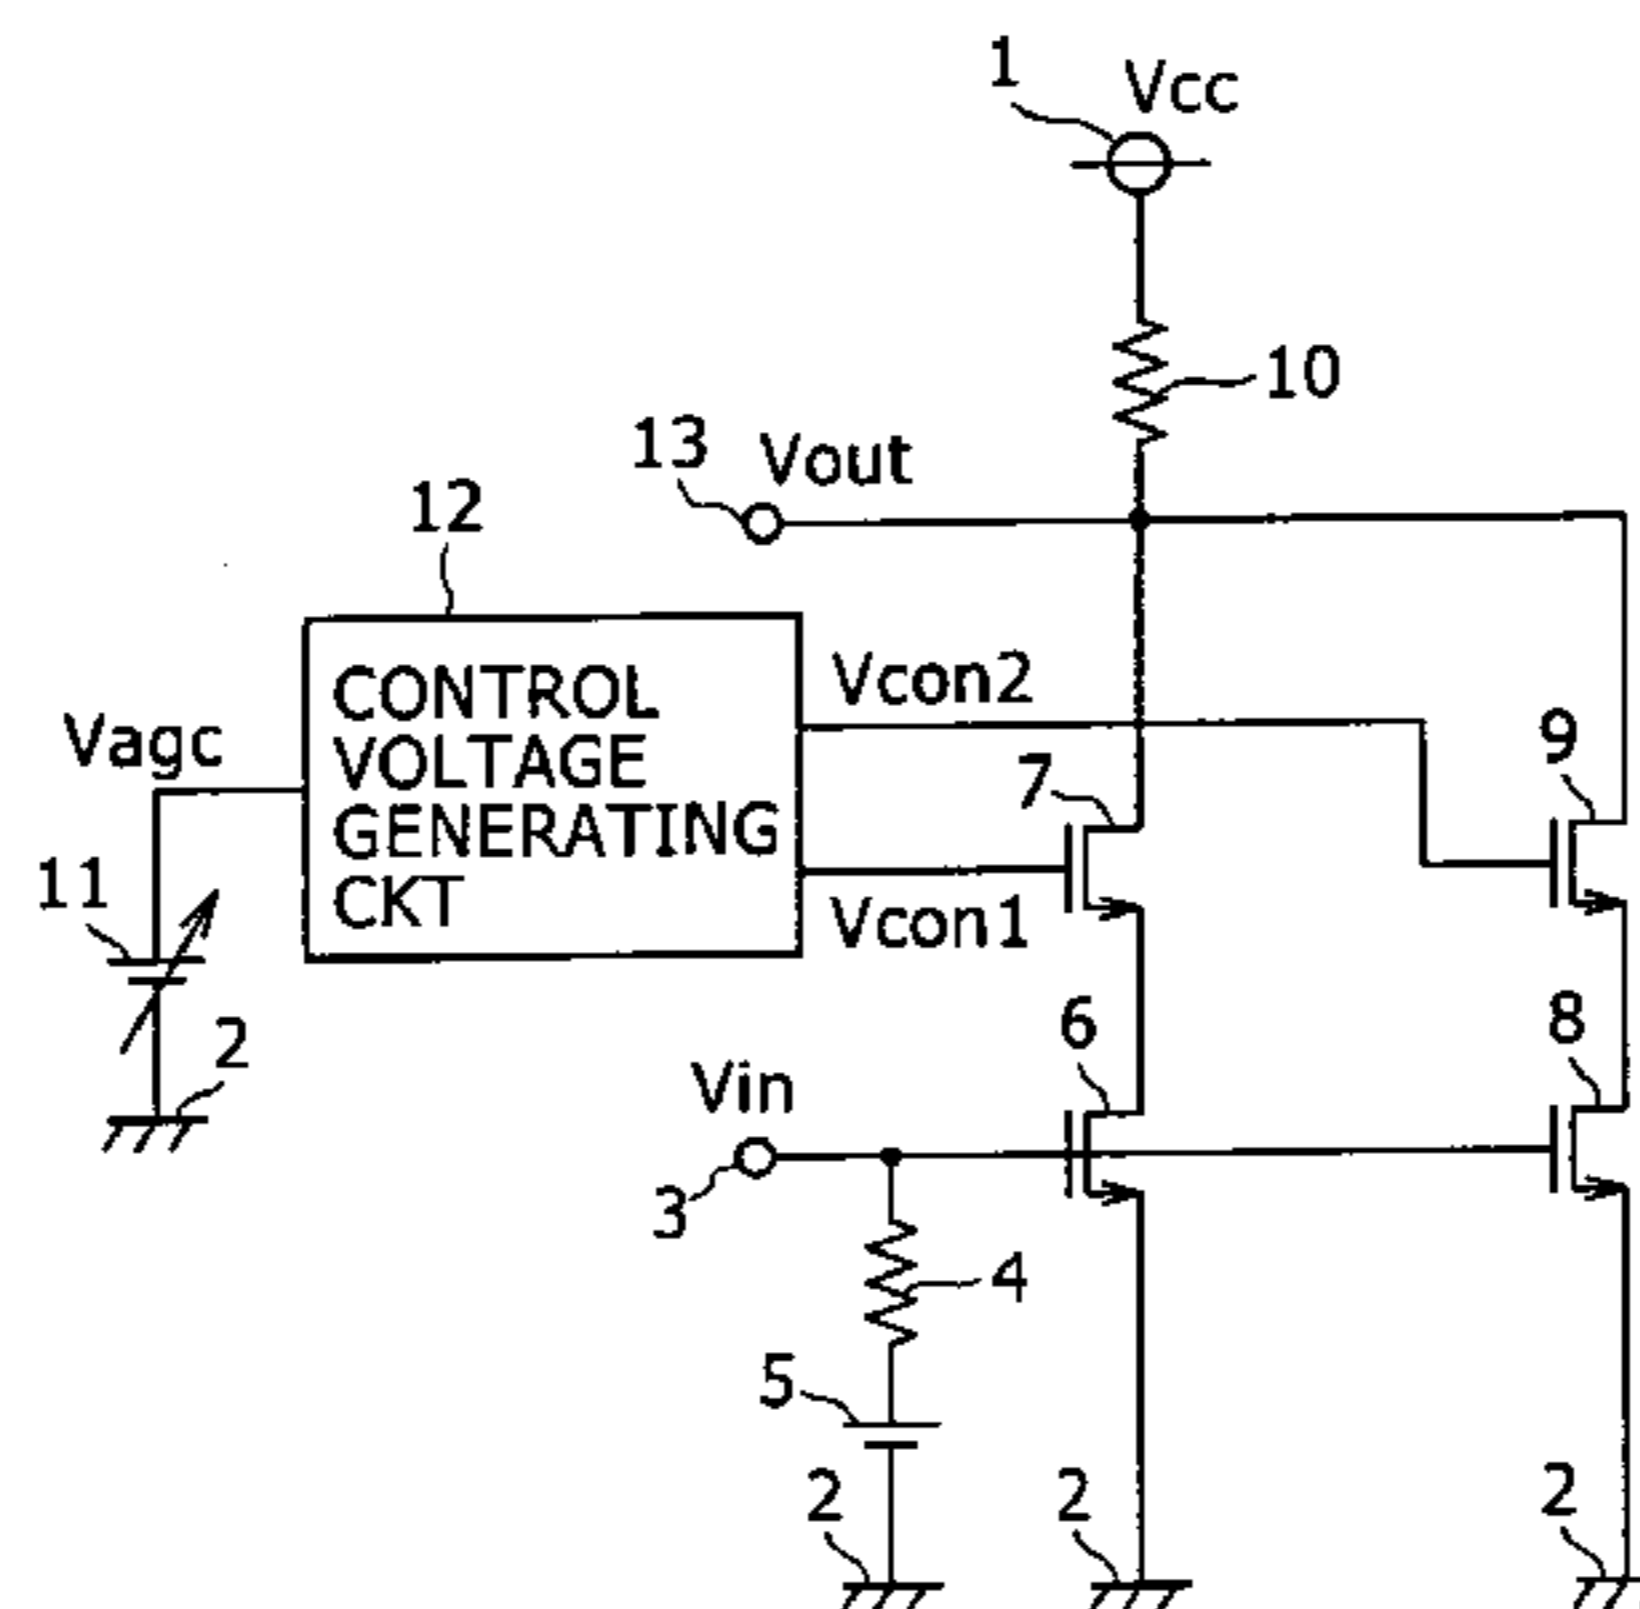 1
Vcc
10
13
Vout
12
CONTROL
VOLTAGE
GENERATING
CKT
Vcon2
Vagc
7
9
11
Vcon1
6
8
2
Vin
3
4
5
2
2
2